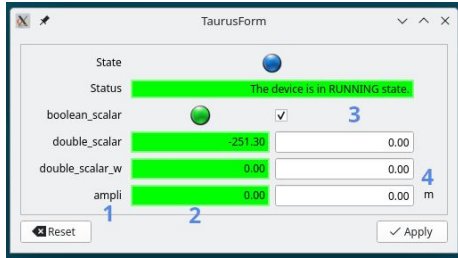 TaurusForm
State
Status The device is in RUNNING state.
boolean_scalar 3
double_scalar -251.30 0.00
double_scalar_w 0.00 0.00 4
ampli 0.00 0.00 m
1 2
Reset Apply